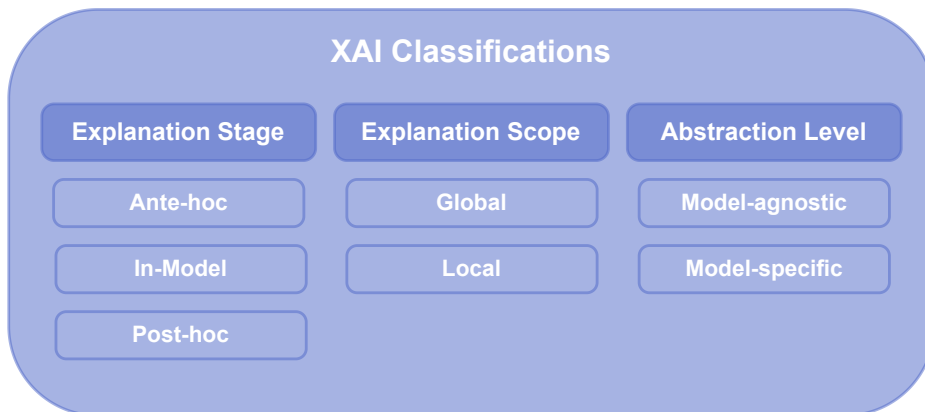 XAI Classifications
Explanation Stage
Ante-hoc
In-Model
Post-hoc
Explanation Scope
Global
Local
Abstraction Level
Model-agnostic
Model-specific